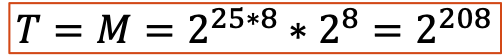 T = M = 2^{25*8} * 2^8 = 2^{208}